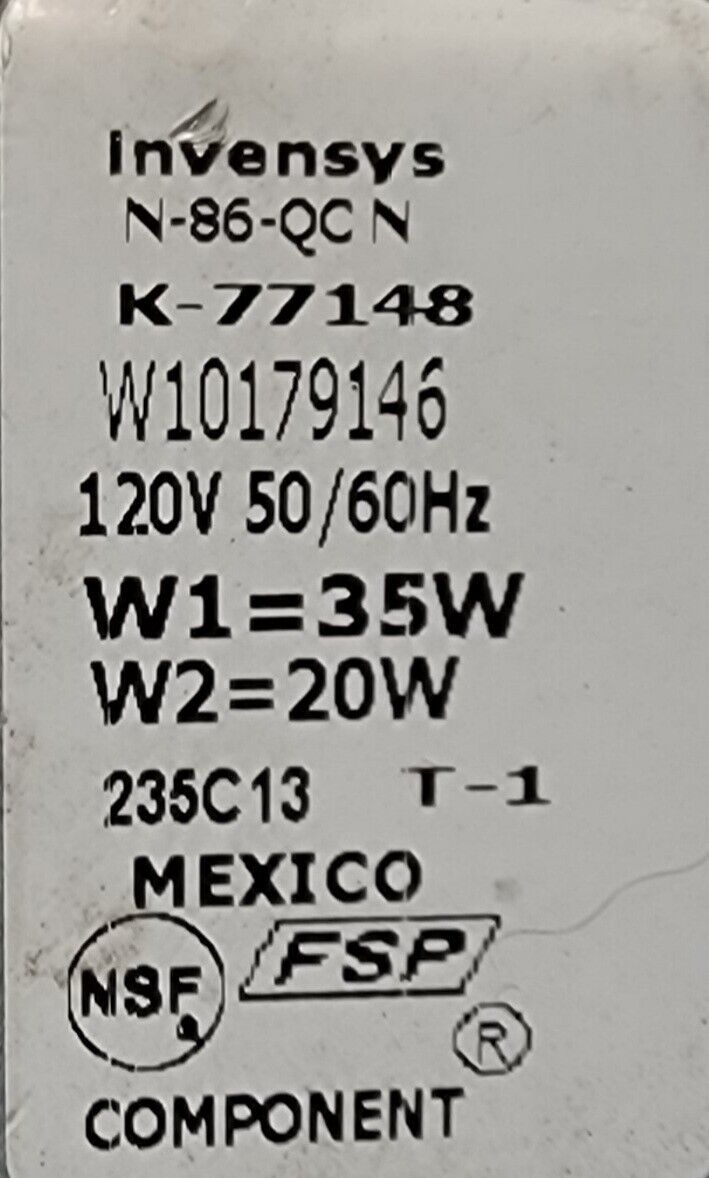 invensys
N-86-QC N
K-77148
W10179146
120V 50/60Hz
W1=35W
W2=20W
235C13 T-1
MEXICO
NSF FSP
®
COMPONENT